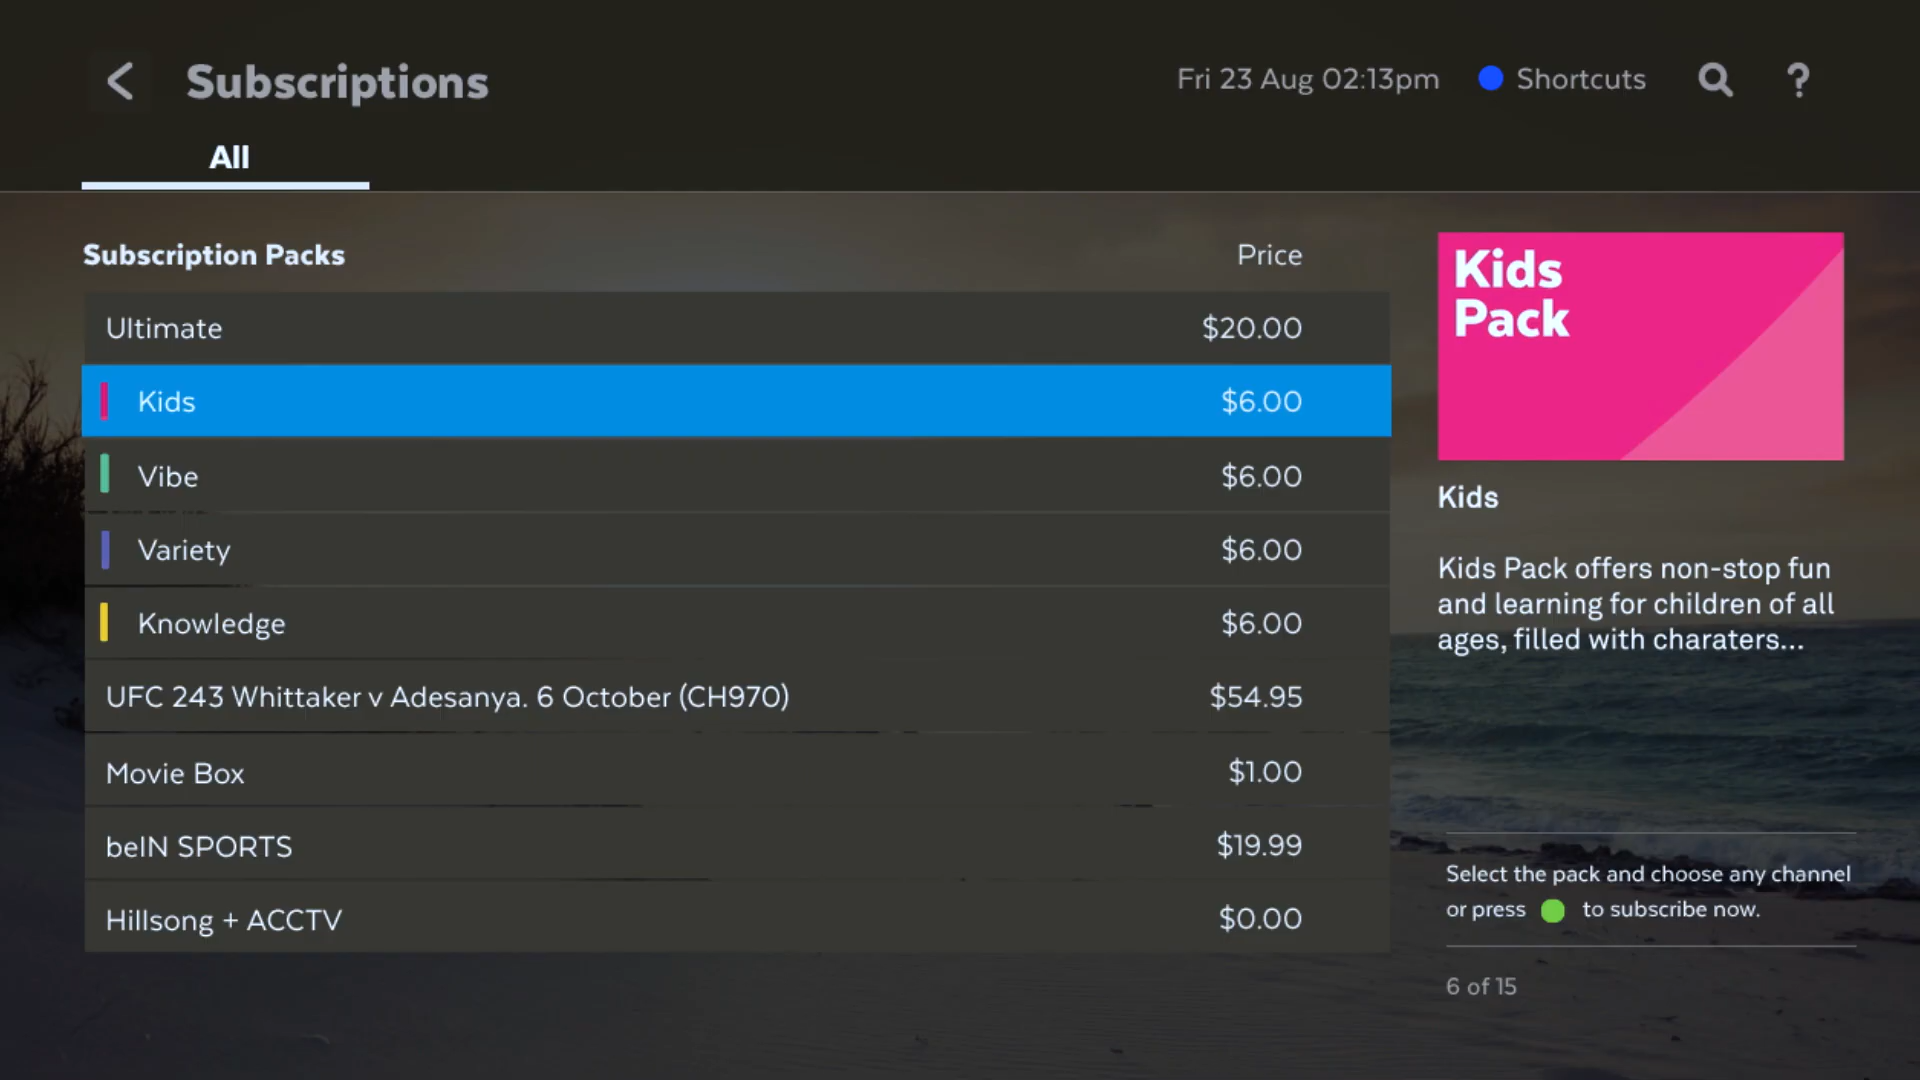 Subscriptions
Fri 23 Aug 02:13pm
Shortcuts
?
All
Subscription Packs Price
Ultimate $20.00
Kids $6.00
Vibe $6.00
Variety $6.00
Knowledge $6.00
UFC 243 Whittaker v Adesanya. 6 October (CH970) $54.95
Movie Box $1.00
beIN SPORTS $19.99
Hillsong + ACCTV $0.00
Kids
Pack
Kids
Kids Pack offers non-stop fun
and learning for children of all
ages, filled with charaters...
Select the pack and choose any channel
or press to subscribe now.
6 of 15